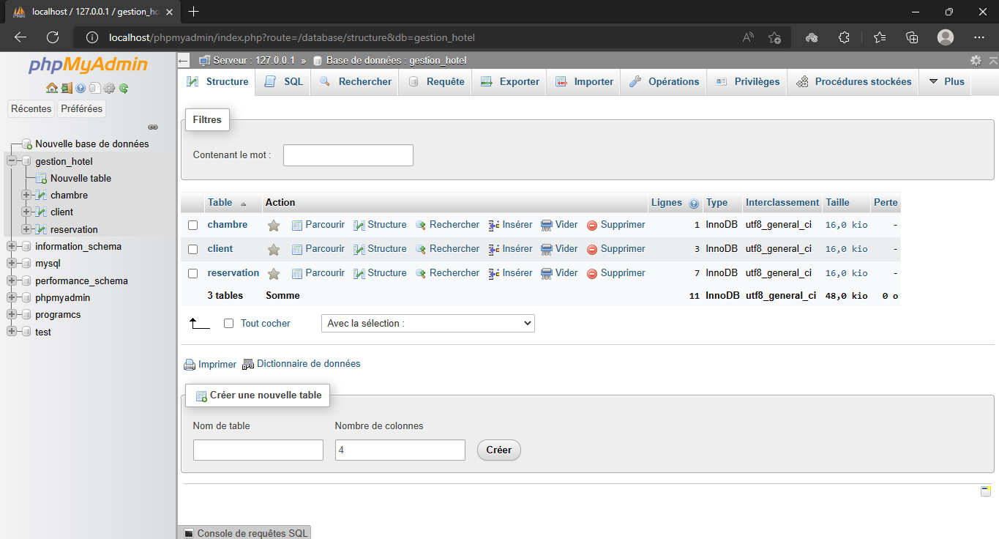 localhost / 127.0.0.1 / gestion_ho
localhost/phpmyadmin/index.php?route=/database/structure&db=gestion_hotel
phpMyAdmin
Récentes Préférées
Nouvelle base de données
gestion_hotel
Nouvelle table
chambre
client
reservation
information_schema
mysql
performance_schema
phpmyadmin
programcs
test
Serveur : 127.0.0.1 » Base de données : gestion_hotel
Structure SQL Rechercher Requête Exporter Importer Opérations Privilèges Procédures stockées Plus
Filtres
Contenant le mot :
Table Action Lignes Type Interclassement Taille Perte
chambre Parcourir Structure Rechercher Insérer Vider Supprimer 1 InnoDB utf8_general_ci 16,0 kio -
client Parcourir Structure Rechercher Insérer Vider Supprimer 3 InnoDB utf8_general_ci 16,0 kio -
reservation Parcourir Structure Rechercher Insérer Vider Supprimer 7 InnoDB utf8_general_ci 16,0 kio -
3 tables Somme 11 InnoDB utf8_general_ci 48,0 kio 0 o
Tout cocher Avec la sélection :
Imprimer Dictionnaire de données
Créer une nouvelle table
Nom de table Nombre de colonnes
4 Créer
Console de requêtes SQL